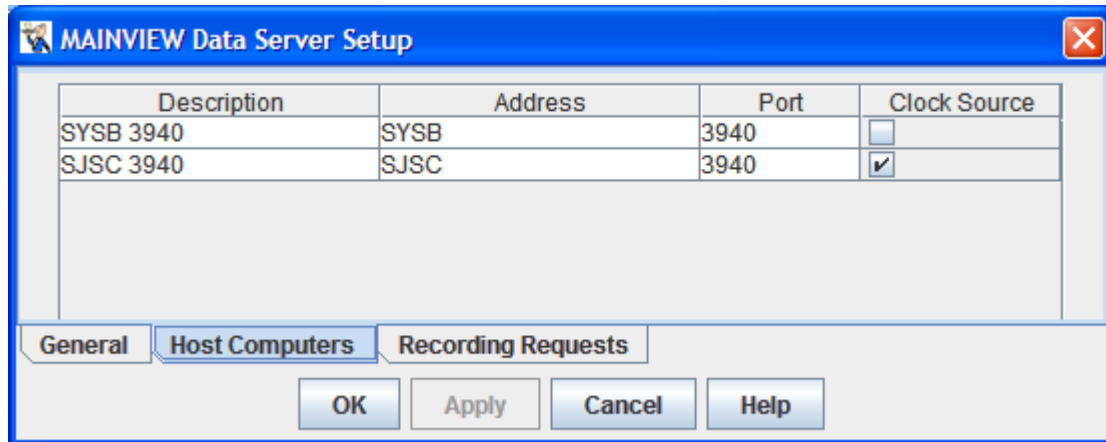 MAINVIEW Data Server Setup
Description Address Port Clock Source
SYSB 3940 SYSB 3940
SJSC 3940 SJSC 3940
General Host Computers Recording Requests
OK Apply Cancel Help